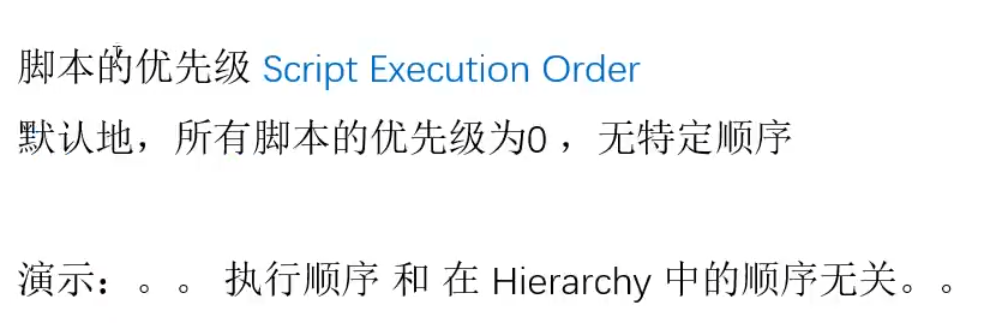 脚本的优先级 Script Execution Order
默认地，所有脚本的优先级为0 ，无特定顺序
演示：。。 执行顺序 和 在 Hierarchy 中的顺序无关。。